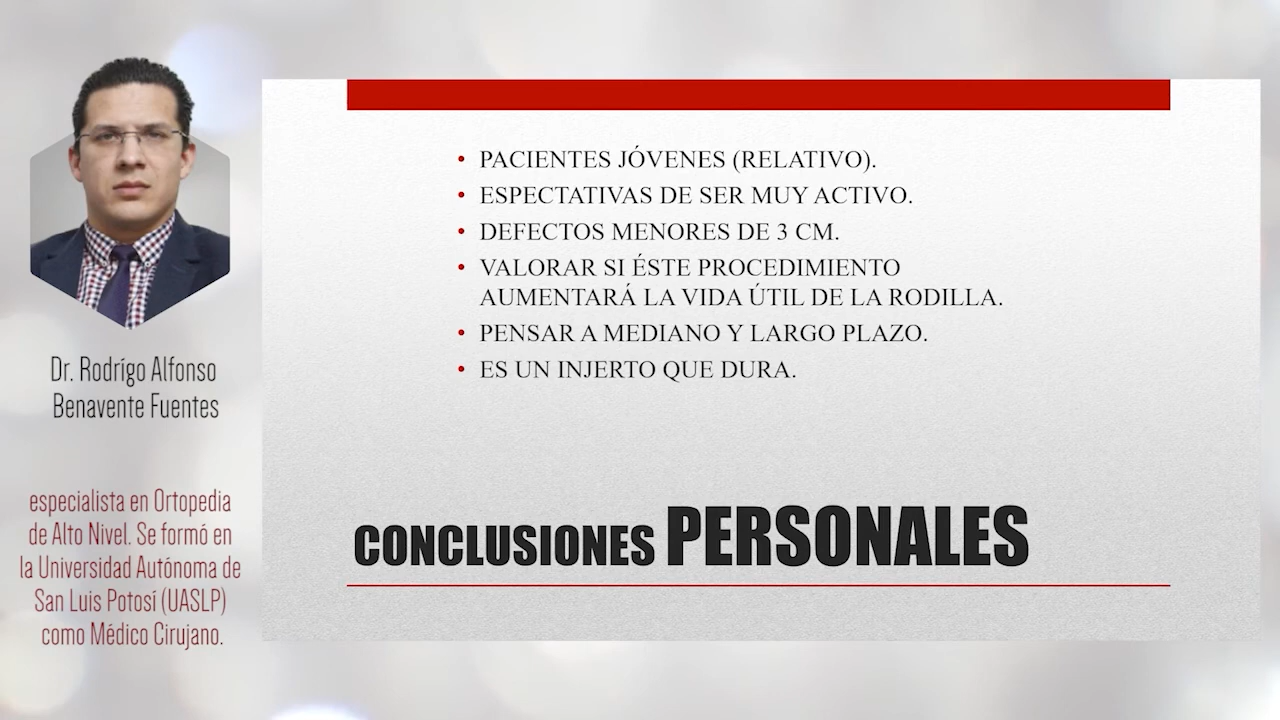 Dr. Rodrígo Alfonso
Benavente Fuentes
especialista en Ortopedia
de Alto Nivel. Se formó en
la Universidad Autónoma de
San Luis Potosí (UASLP)
como Médico Cirujano.
• PACIENTES JÓVENES (RELATIVO).
• ESPECTATIVAS DE SER MUY ACTIVO.
• DEFECTOS MENORES DE 3 CM.
• VALORAR SI ÉSTE PROCEDIMIENTO
AUMENTARÁ LA VIDA ÚTIL DE LA RODILLA.
• PENSAR A MEDIANO Y LARGO PLAZO.
• ES UN INJERTO QUE DURA.
CONCLUSIONES PERSONALES